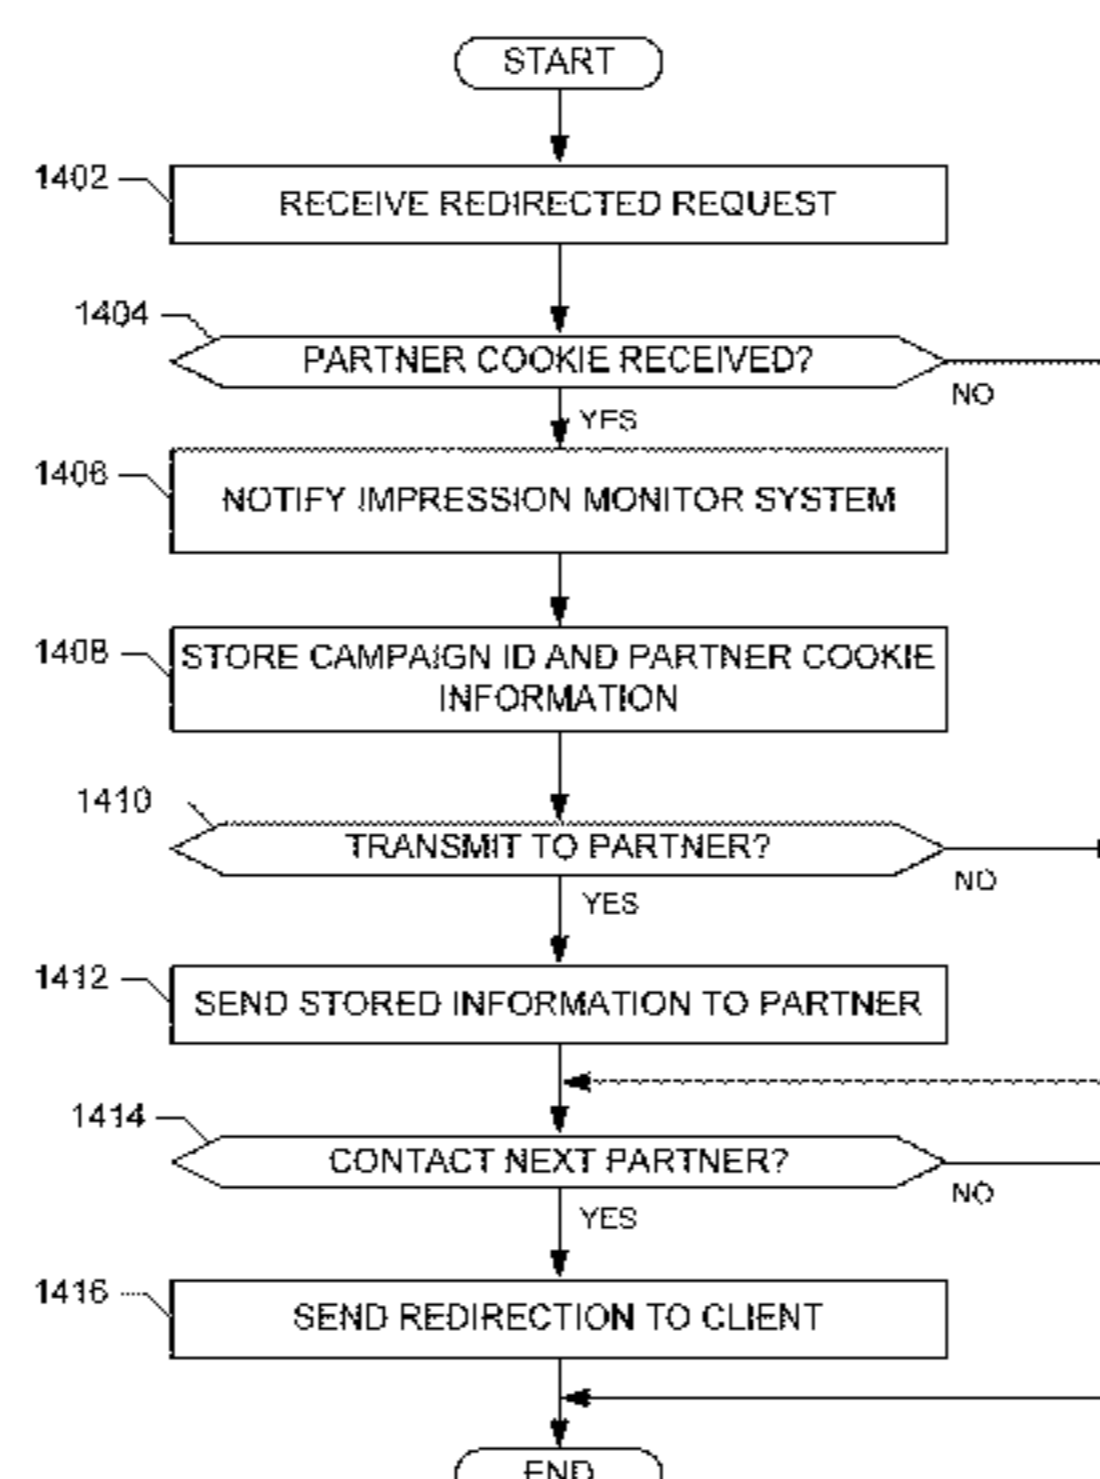 START
1402
RECEIVE REDIRECTED REQUEST
1404
PARTNER COOKIE RECEIVED?
NO
YES
1406
NOTIFY IMPRESSION MONITOR SYSTEM
1408
STORE CAMPAIGN ID AND PARTNER COOKIE
INFORMATION
1410
TRANSMIT TO PARTNER?
NO
YES
1412
SEND STORED INFORMATION TO PARTNER
1414
CONTACT NEXT PARTNER?
NO
YES
1416
SEND REDIRECTION TO CLIENT
END